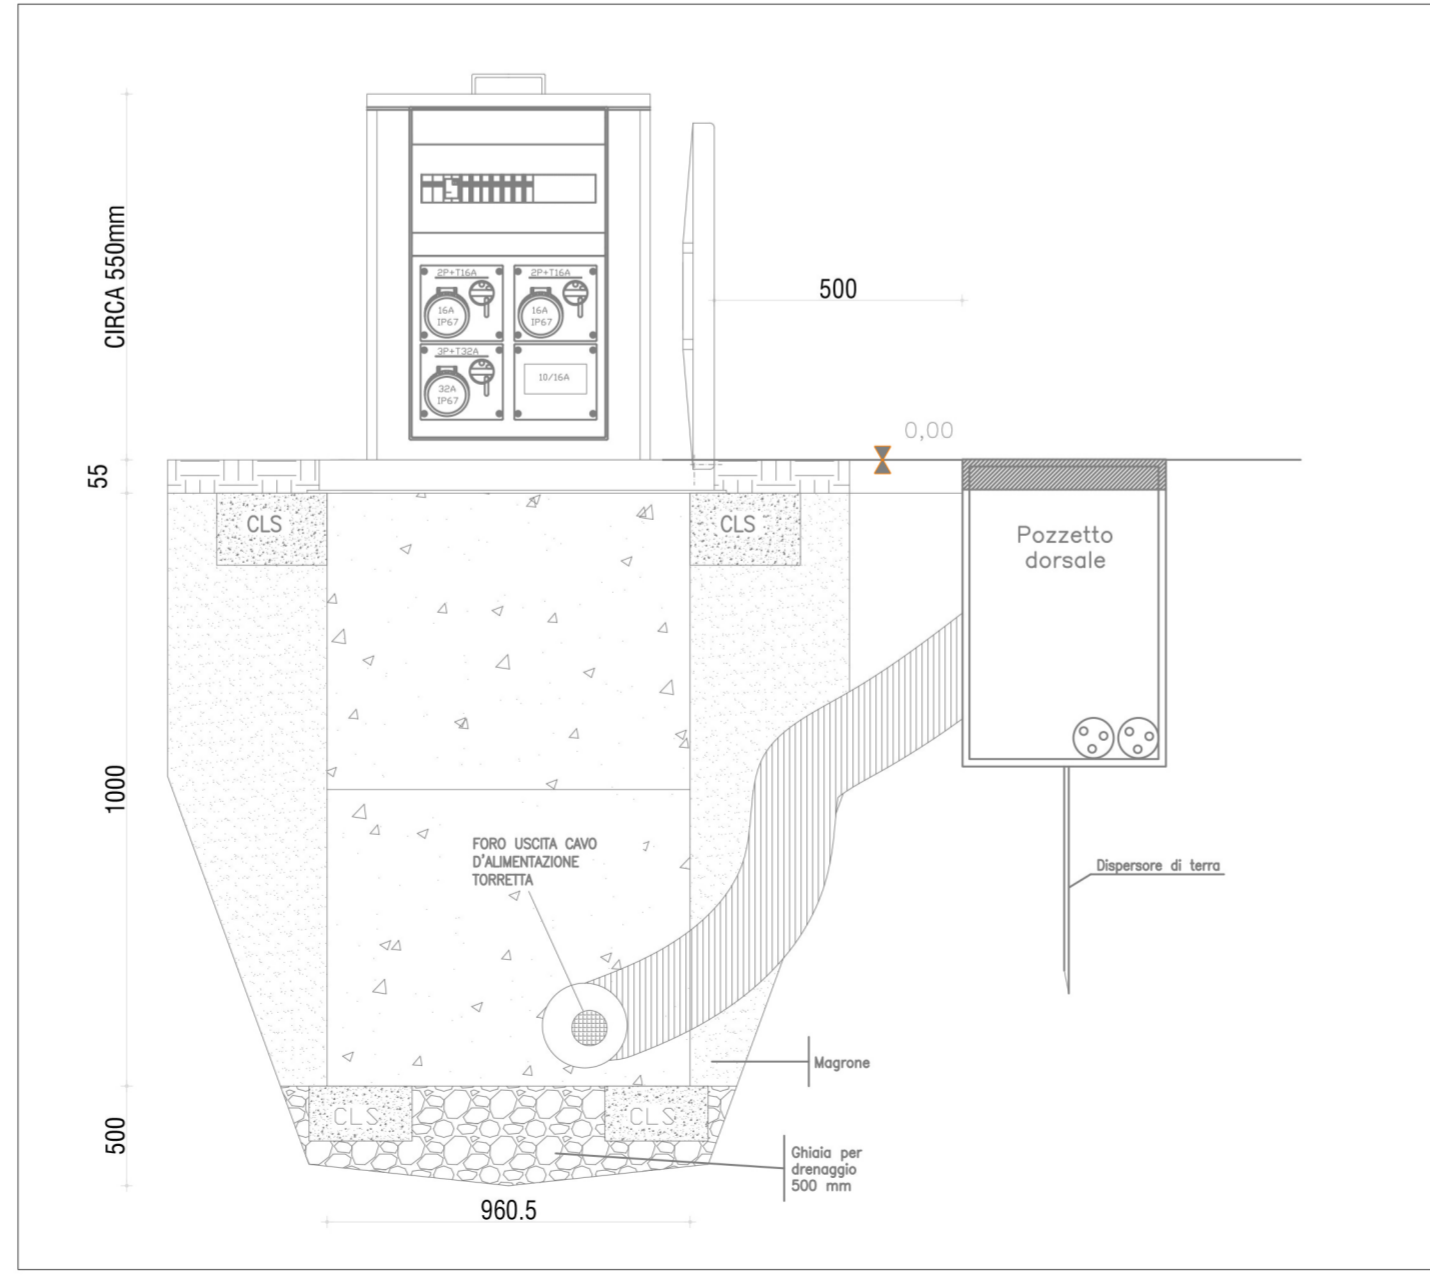 CIRCA 550mm
2P+T16A
2P+T16A
16A
IP67
16A
IP67
3P+T32A
32A
IP67
10/16A
500
0,00
55
CLS
CLS
Pozzetto
dorsale
1000
FORO USCITA CAVO
D'ALIMENTAZIONE
TORRETTA
Dispersore di terra
Magrone
500
CLS
CLS
Ghiaia per
drenaggio
500 mm
960.5